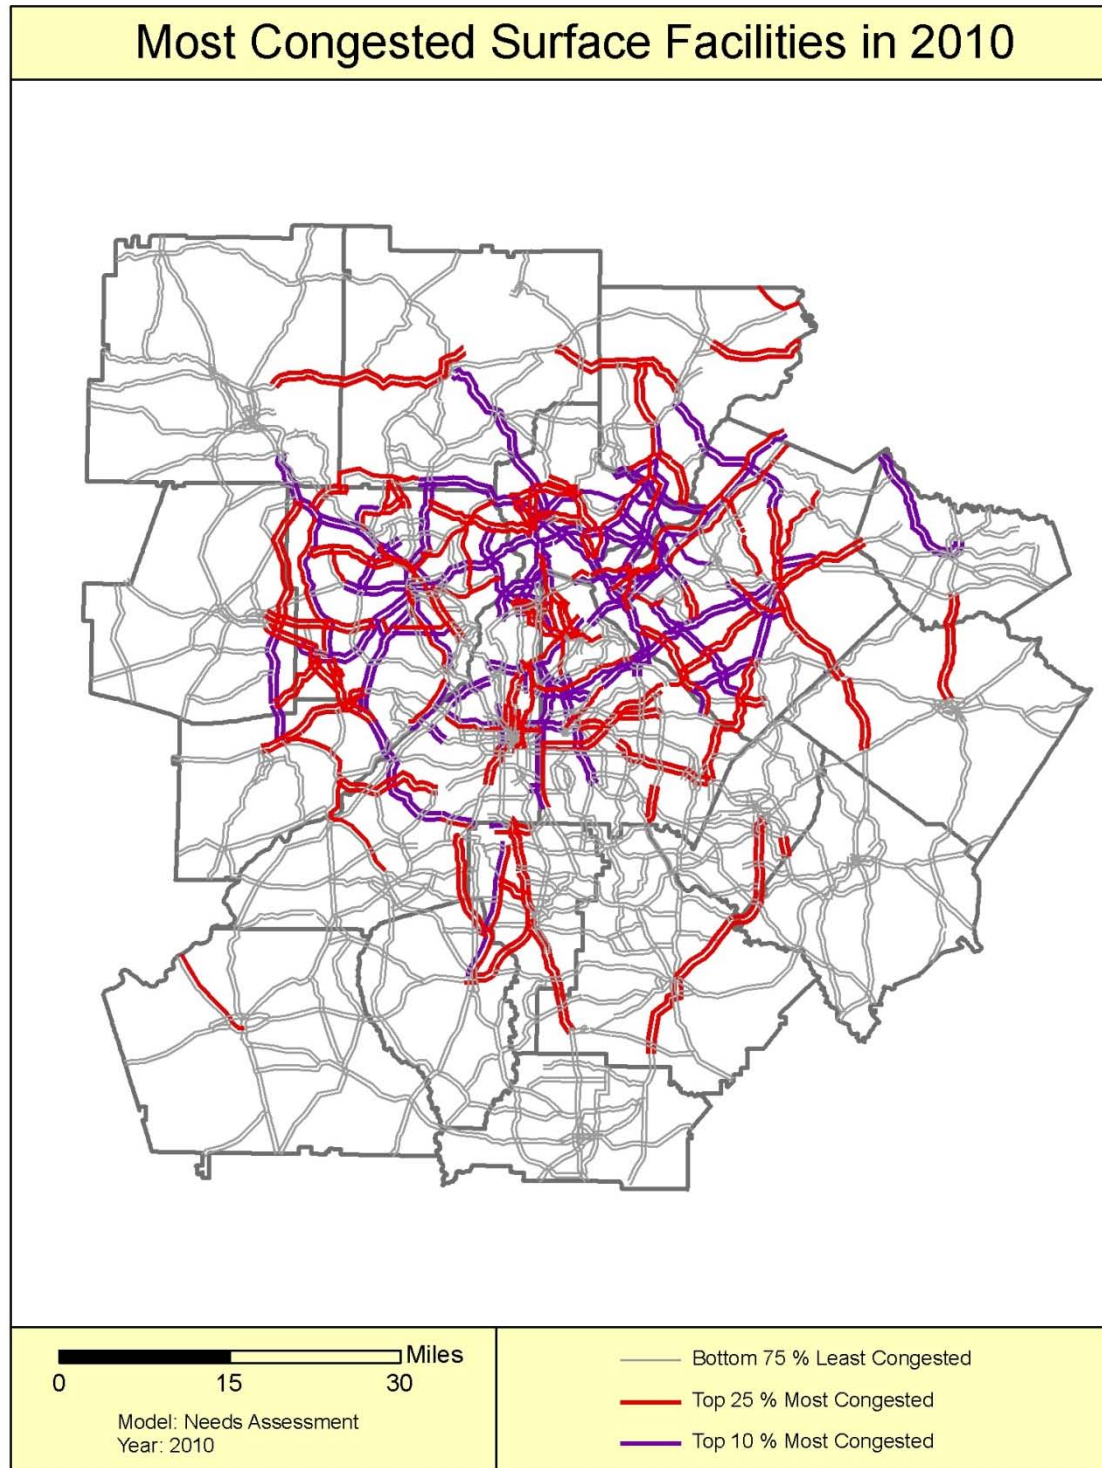 Most Congested Surface Facilities in 2010
Miles
0 15 30
Model: Needs Assessment
Year: 2010
Bottom 75 % Least Congested
Top 25 % Most Congested
Top 10 % Most Congested